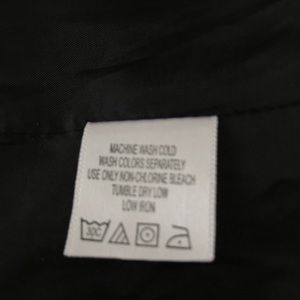 MACHINE WASH COLD
WASH COLORS SEPARATELY
USE ONLY NON-CHLORINE BLEACH
TUMBLE DRY LOW
LOW IRON
30C